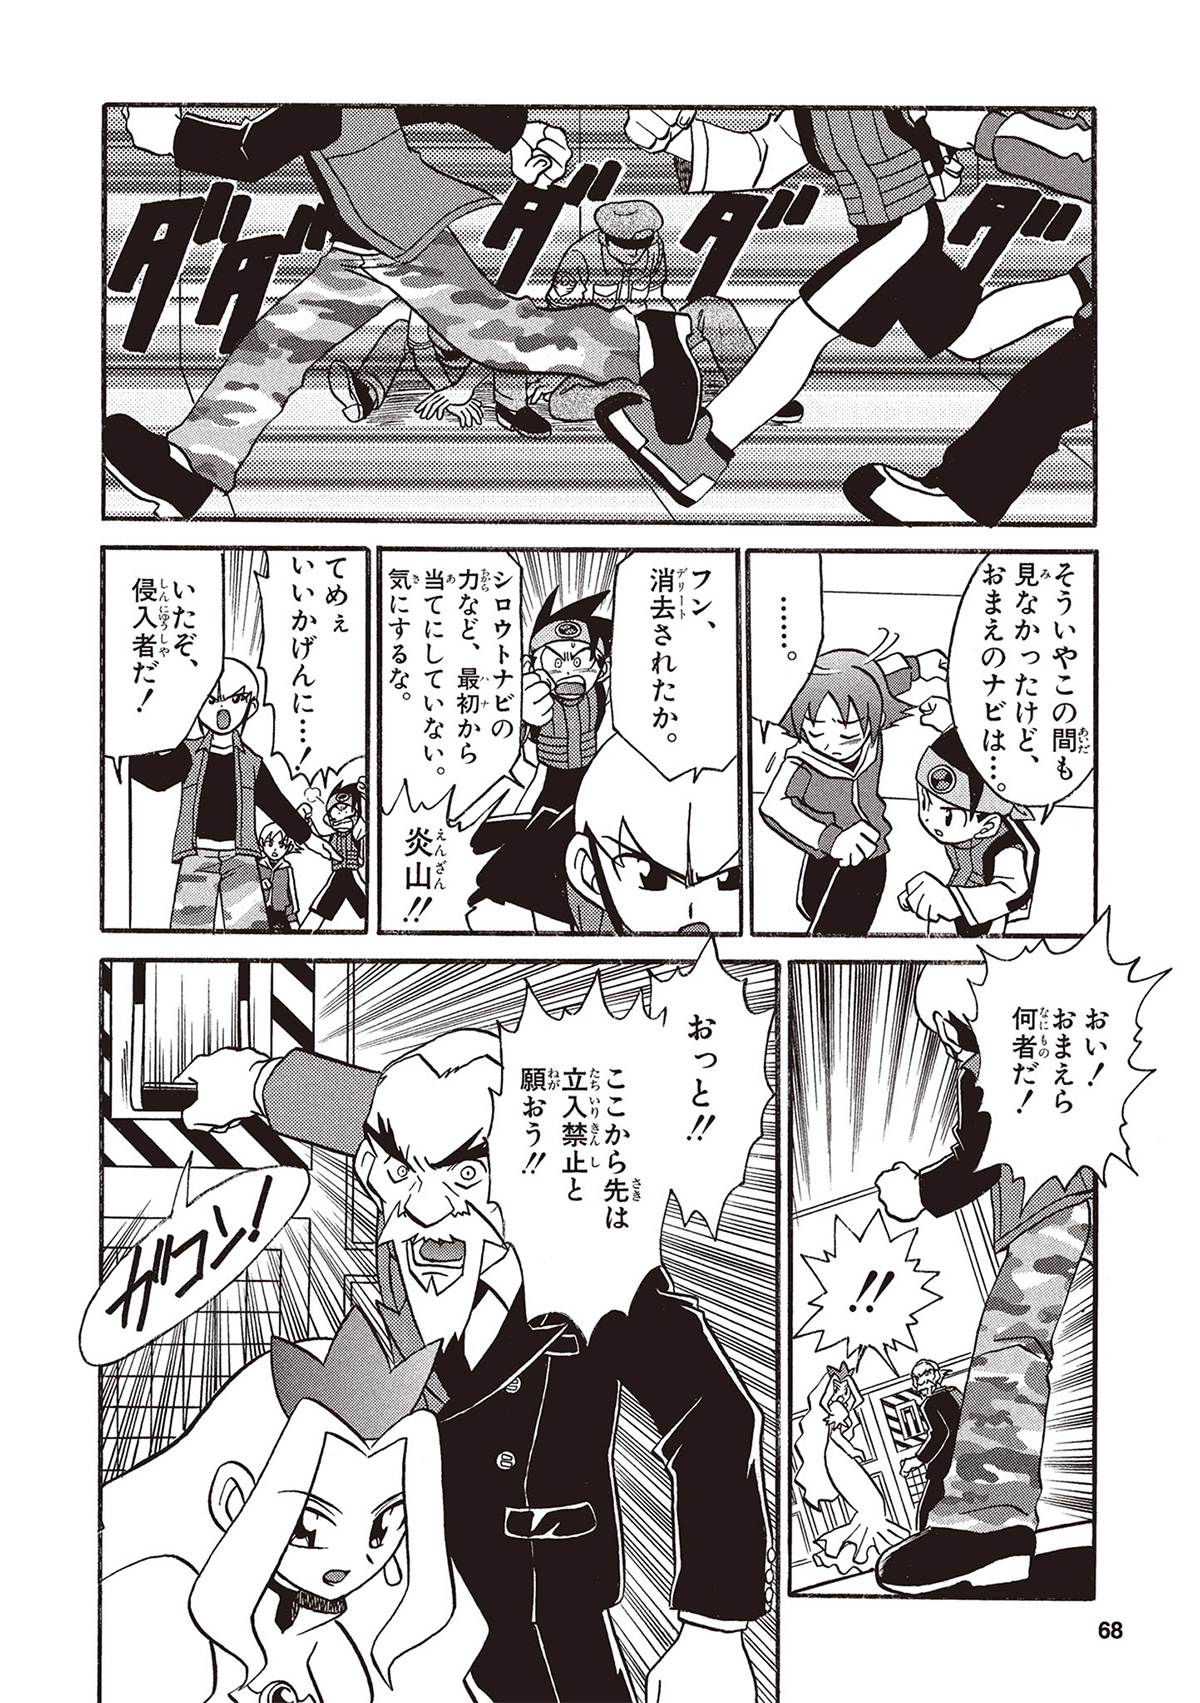 ダダダダダ
そういやこの間も
見なかったけど、
おまえのナビは…。
……。
フン、
消去されたか。
シロウトナビの
力など、最初から
当てにしていない。
気にするな。
炎山!!
てめぇ
いいかげんに…!
いたぞ、
侵入者だ!
おい!
おまえら
何者だ!
!!
おっと!!
ここから先は
立入禁止と
願おう!!
ガコン!
68